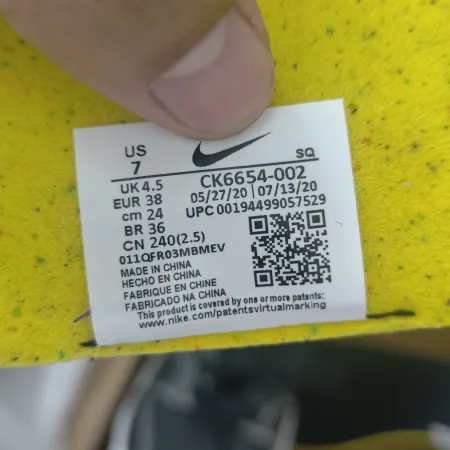 US
7
SQ
UK 4.5
EUR 38
cm 24
BR 36
CN 240(2.5)
CK6654-002
05/27/20 | 07/13/20
UPC 00194499057529
011QFR03MBMEV
MADE IN CHINA
HECHO EN CHINA
FABRIQUE EN CHINE
FABRICADO NA CHINA
This product is covered by one or more patents:
www.nike.com/patentsvirtualmarking